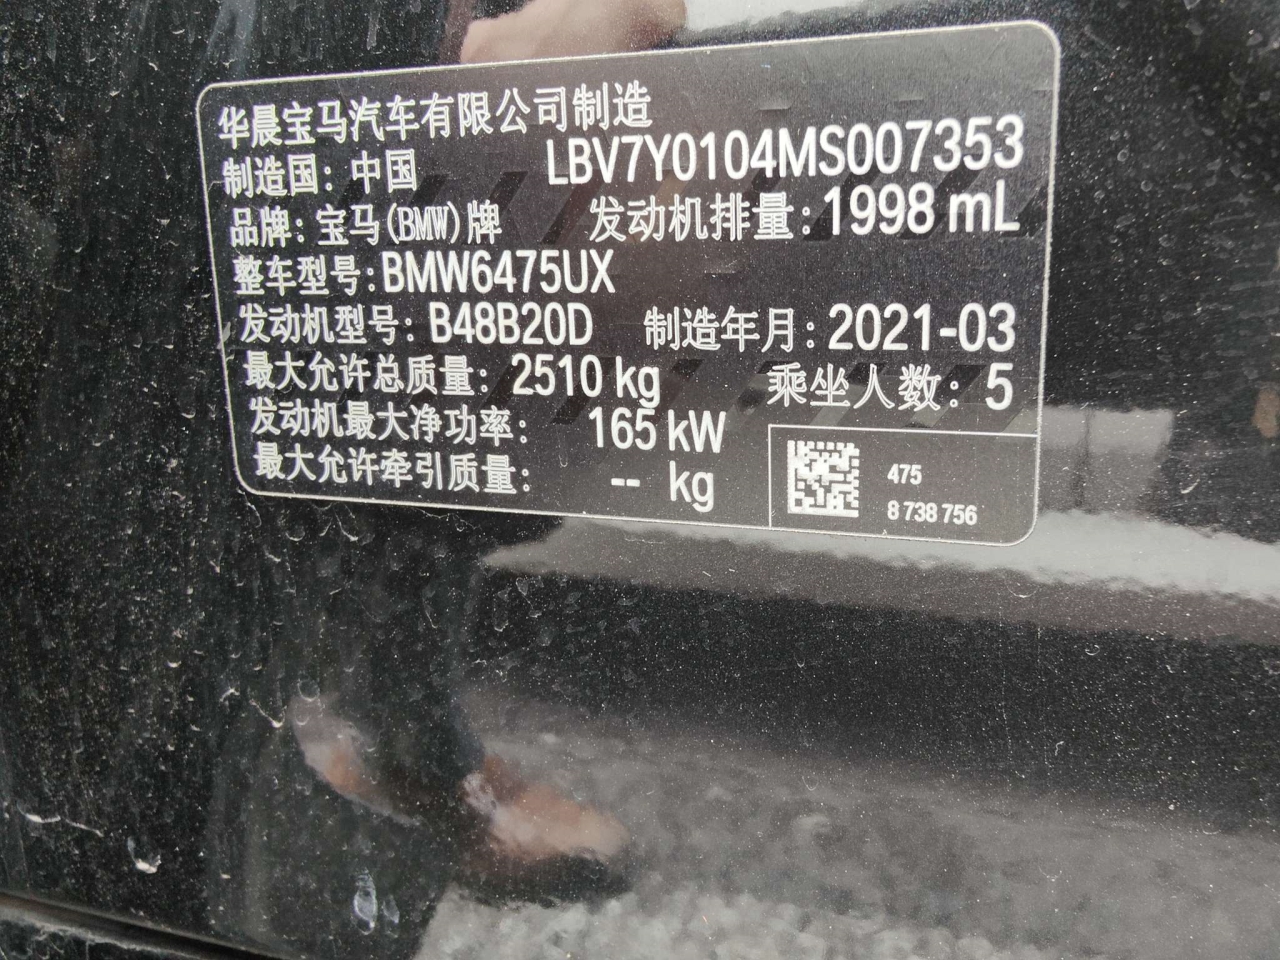 华晨宝马汽车有限公司制造
制造国: 中国 LBV7Y0104MS007353
品牌: 宝马(BMW)牌 发动机排量: 1998 mL
整车型号: BMW6475UX
发动机型号: B48B20D 制造年月: 2021-03
最大允许总质量: 2510 kg 乘坐人数: 5
发动机最大净功率: 165 kW
最大允许牵引质量: -- kg
475
8 738 756